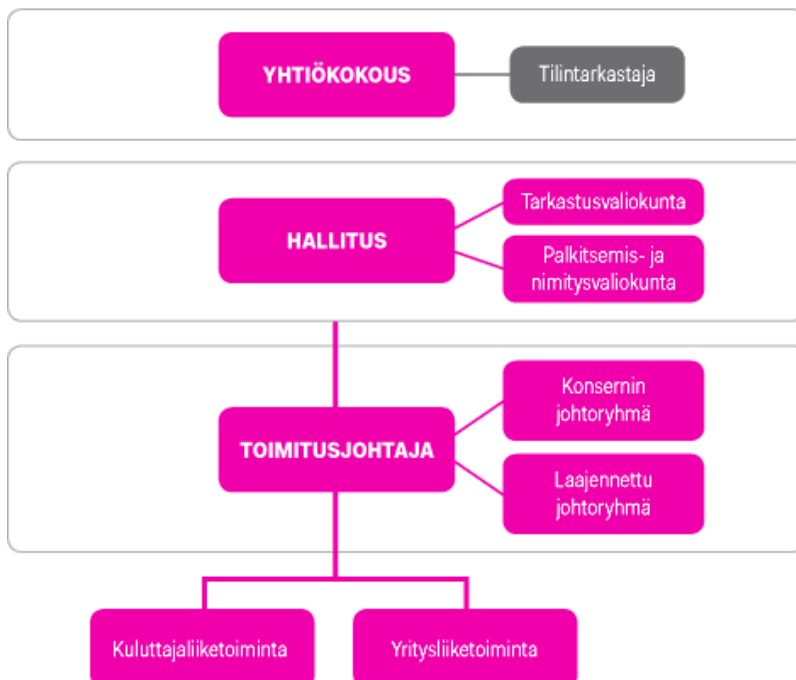 YHTIÖKOKOUS
Tilintarkastaja
HALLITUS
Tarkastusvaliokunta
Palkitsemis- ja
nimitysvaliokunta
TOIMITUSJOHTAJA
Konsernin
johtoryhmä
Laajennettu
johtoryhmä
Kuluttajaliiketoiminta
Yritysliiketoiminta